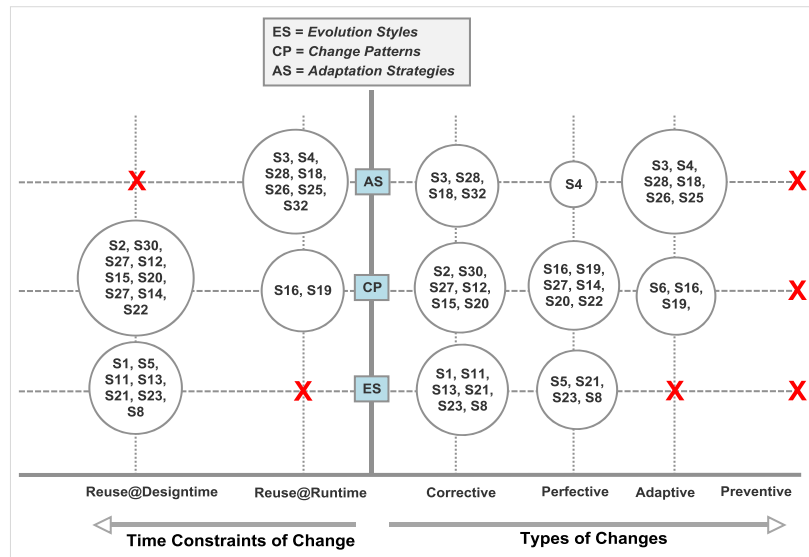 ES = Evolution Styles
CP = Change Patterns
AS = Adaptation Strategies
X
S3, S4,
S28, S18,
S26, S25,
S32
AS
S3, S28,
S18, S32
S4
S3, S4,
S28, S18,
S26, S25
X
S2, S30,
S27, S12,
S15, S20,
S27, S14,
S22
S16, S19
CP
S2, S30,
S27, S12,
S15, S20
S16, S19,
S27, S14,
S20, S22
S6, S16,
S19,
X
S1, S5,
S11, S13,
S21, S23,
S8
X
ES
S1, S11,
S13, S21,
S23, S8
S5, S21,
S23, S8
X
X
Reuse@Designtime
Reuse@Runtime
Corrective
Perfective
Adaptive
Preventive
Time Constraints of Change
Types of Changes